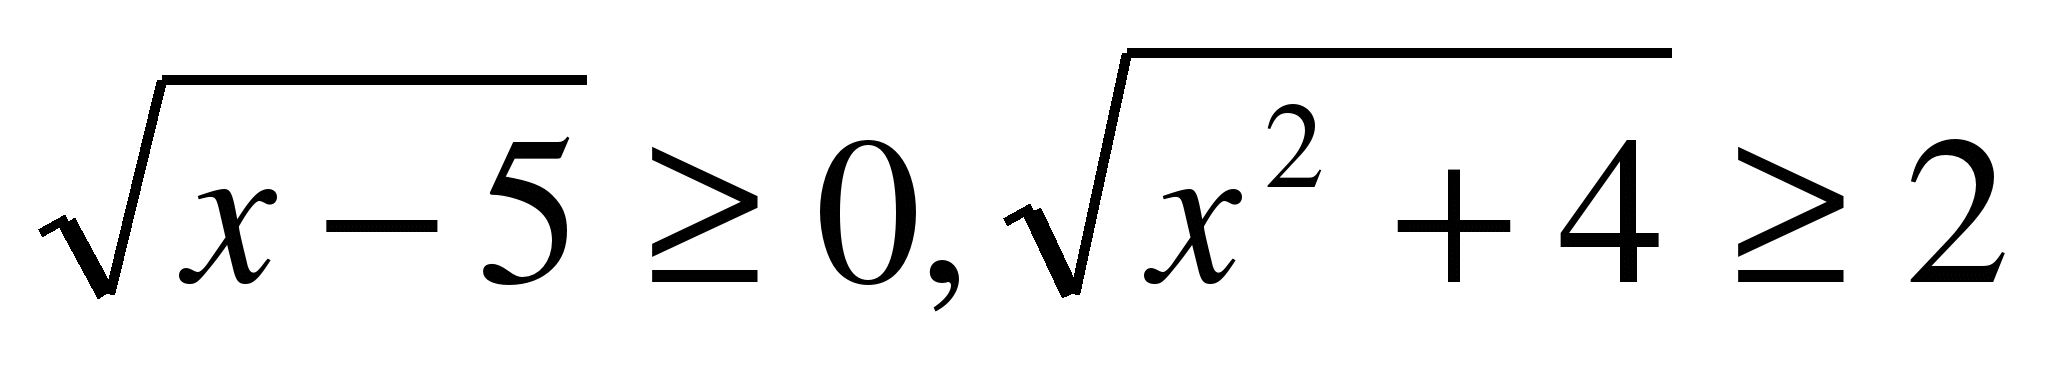 √(x − 5) ≥ 0, √(x² + 4) ≥ 2